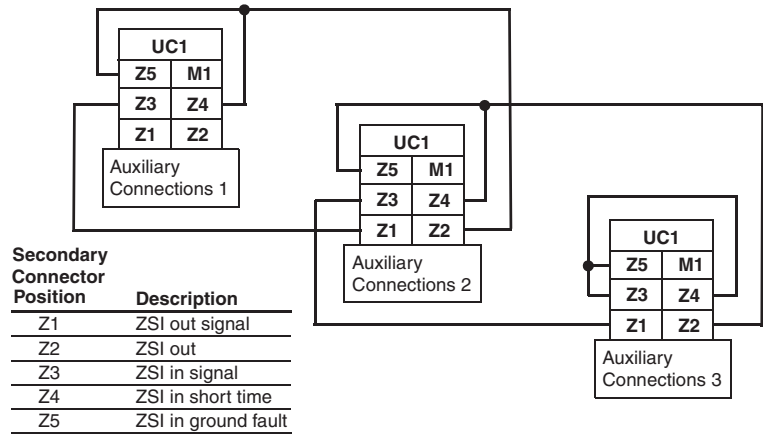 UC1
Z5 M1
Z3 Z4
Z1 Z2
Auxiliary
Connections 1
UC1
Z5 M1
Z3 Z4
Z1 Z2
Auxiliary
Connections 2
UC1
Z5 M1
Z3 Z4
Z1 Z2
Auxiliary
Connections 3
Secondary
Connector
Position Description
Z1 ZSI out signal
Z2 ZSI out
Z3 ZSI in signal
Z4 ZSI in short time
Z5 ZSI in ground fault